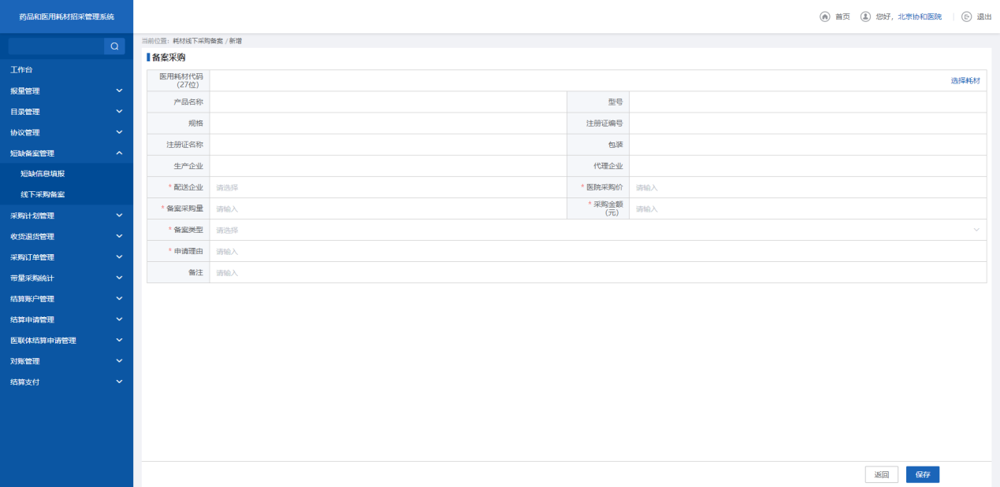 药品和医用耗材招采管理系统
首页
您好，北京协和医院
退出
工作台
报量管理
目录管理
协议管理
短缺备案管理
短缺信息填报
线下采购备案
采购计划管理
收货退货管理
采购订单管理
带量采购统计
结算账户管理
结算申请管理
医联体结算申请管理
对账管理
结算支付
当前位置：耗材线下采购备案 / 新增
备案采购
医用耗材代码
（27位）
选择耗材
产品名称
型号
规格
注册证编号
注册证名称
包装
生产企业
代理企业
* 配送企业 请选择
* 医院采购价 请输入
* 备案采购量 请输入
* 采购金额
（元） 请输入
* 备案类型 请选择
* 申请理由 请输入
备注 请输入
返回
保存